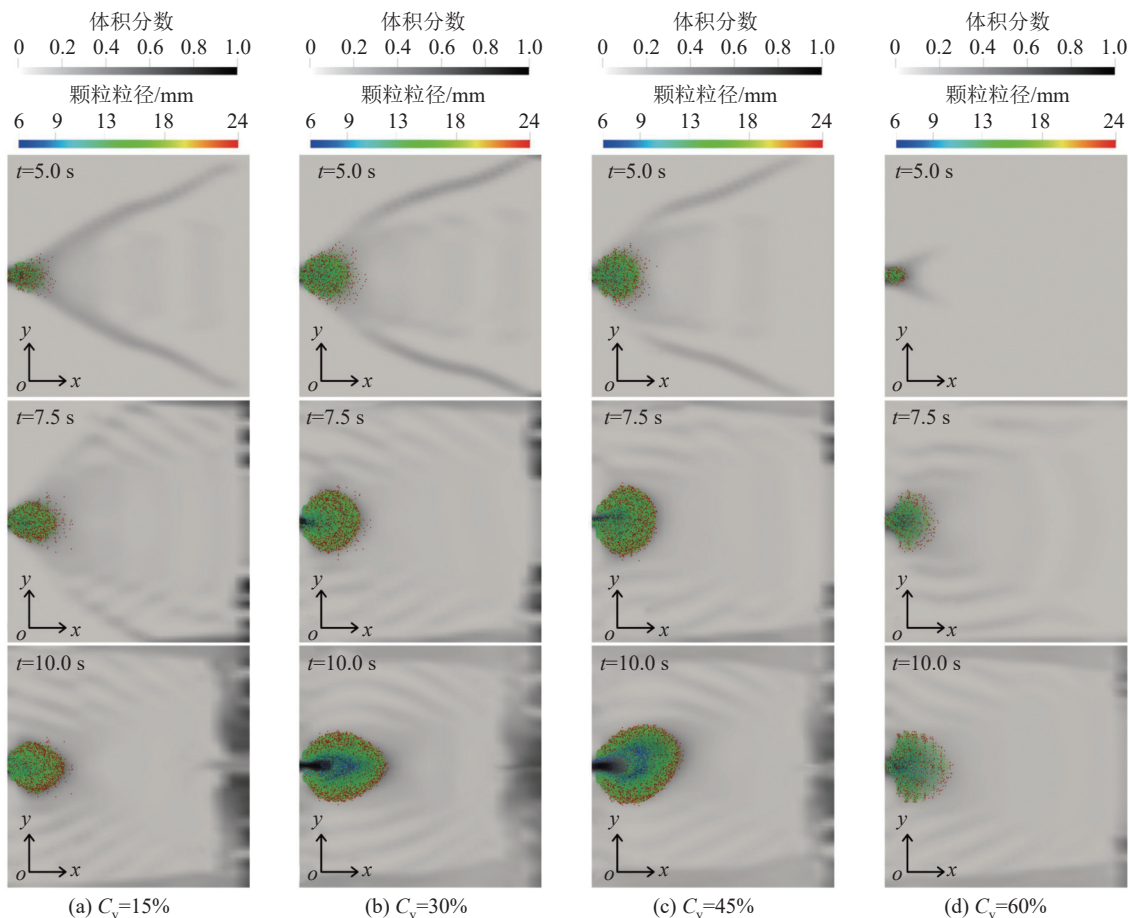 体积分数 体积分数 体积分数 体积分数
0 0.2 0.4 0.6 0.8 1.0 0 0.2 0.4 0.6 0.8 1.0 0 0.2 0.4 0.6 0.8 1.0 0 0.2 0.4 0.6 0.8 1.0
颗粒粒径/mm 颗粒粒径/mm 颗粒粒径/mm 颗粒粒径/mm
6 9 13 18 24 6 9 13 18 24 6 9 13 18 24 6 9 13 18 24
t=5.0 s t=5.0 s t=5.0 s t=5.0 s
y y y y
o x o x o x o x
t=7.5 s t=7.5 s t=7.5 s t=7.5 s
y y y y
o x o x o x o x
t=10.0 s t=10.0 s t=10.0 s t=10.0 s
y y y y
o x o x o x o x
(a) Cv=15% (b) Cv=30% (c) Cv=45% (d) Cv=60%